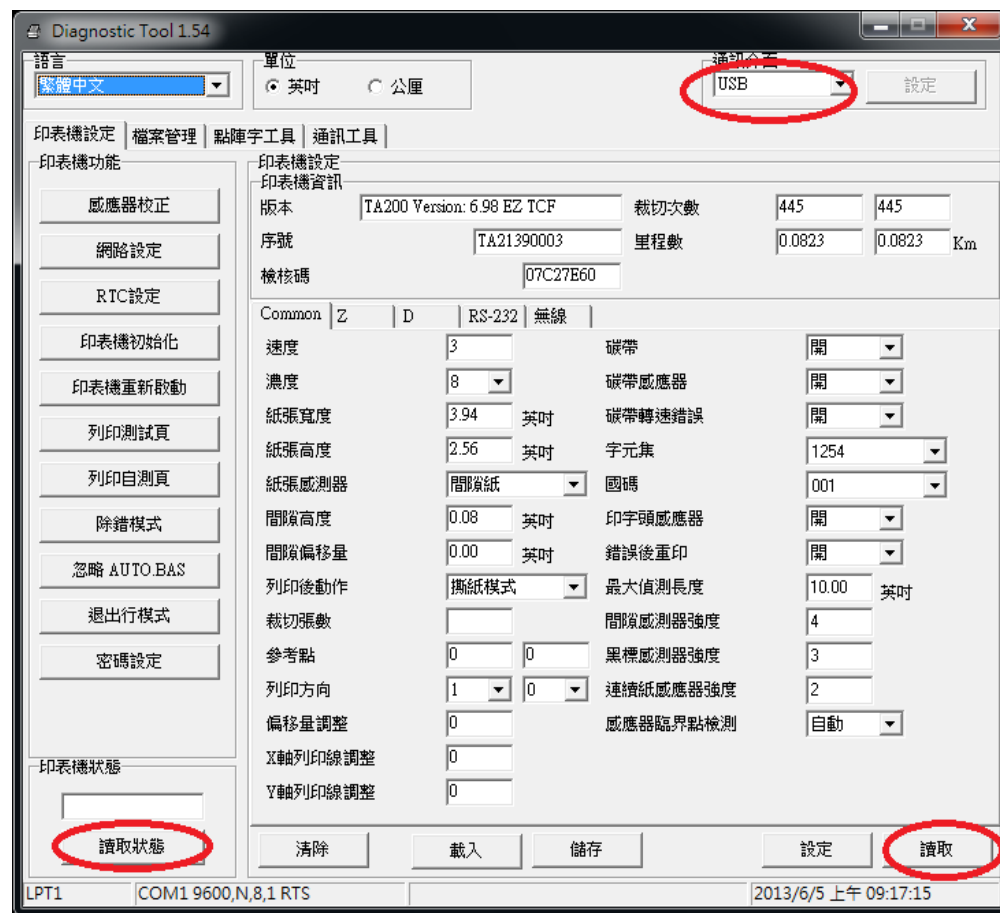 Diagnostic Tool 1.54
語言
繁體中文
單位
英吋 公厘
通訊介面
USB
設定
印表機設定 檔案管理 點陣字工具 通訊工具
印表機功能
感應器校正
網路設定
RTC設定
印表機初始化
印表機重新啟動
列印測試頁
列印自測頁
除錯模式
忽略 AUTO.BAS
退出行模式
密碼設定
印表機狀態
讀取狀態
印表機設定
印表機資訊
版本 TA200 Version: 6.98 EZ TCF 裁切次數 445 445
序號 TA21390003 里程數 0.0823 0.0823 Km
檢核碼 07C27E60
Common Z D RS-232 無線
速度 3 碳帶 開
濃度 8 碳帶感應器 開
紙張寬度 3.94 英吋 碳帶轉速錯誤 開
紙張高度 2.56 英吋 字元集 1254
紙張感測器 間隙紙 國碼 001
間隙高度 0.08 英吋 印字頭感應器 開
間隙偏移量 0.00 英吋 錯誤後重印 開
列印後動作 撕紙模式 最大偵測長度 10.00 英吋
裁切張數 間隙感測器強度 4
參考點 0 0 黑標感測器強度 3
列印方向 1 0 連續紙感應器強度 2
偏移量調整 0 感應器臨界點檢測 自動
X軸列印線調整 0
Y軸列印線調整 0
清除 載入 儲存 設定 讀取
LPT1 COM1 9600,N,8,1 RTS 2013/6/5 上午 09:17:15